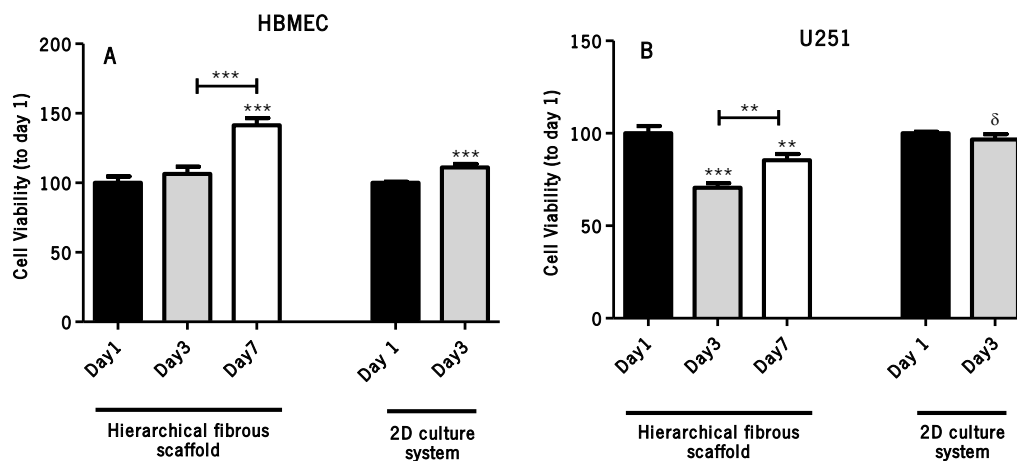 HBMEC
A
Cell Viability (to day 1)
200
150
100
50
0
***
***
***
Day1
Day3
Day7
Day 1
Day3
Hierarchical fibrous
scaffold
2D culture
system
U251
B
Cell Viability (to day 1)
150
100
50
0
**
***
**
δ
Day1
Day3
Day7
Day 1
Day3
Hierarchical fibrous
scaffold
2D culture
system